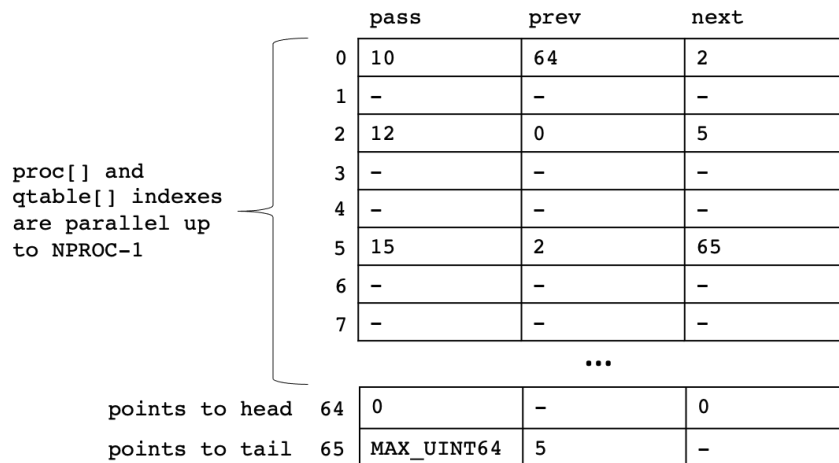 pass prev next
0 10 64 2
1 – – –
2 12 0 5
3 – – –
proc[] and
qtable[] indexes
are parallel up
to NPROC-1
4 – – –
5 15 2 65
6 – – –
7 – – –
...
points to head 64 0 – 0
points to tail 65 MAX_UINT64 5 –